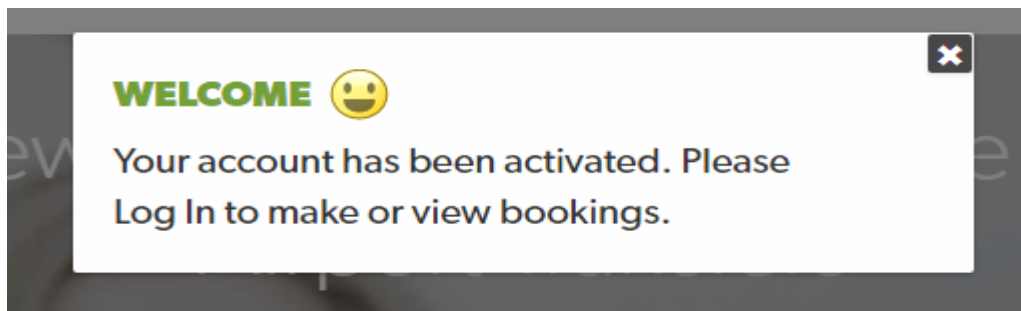 WELCOME
Your account has been activated. Please
Log In to make or view bookings.